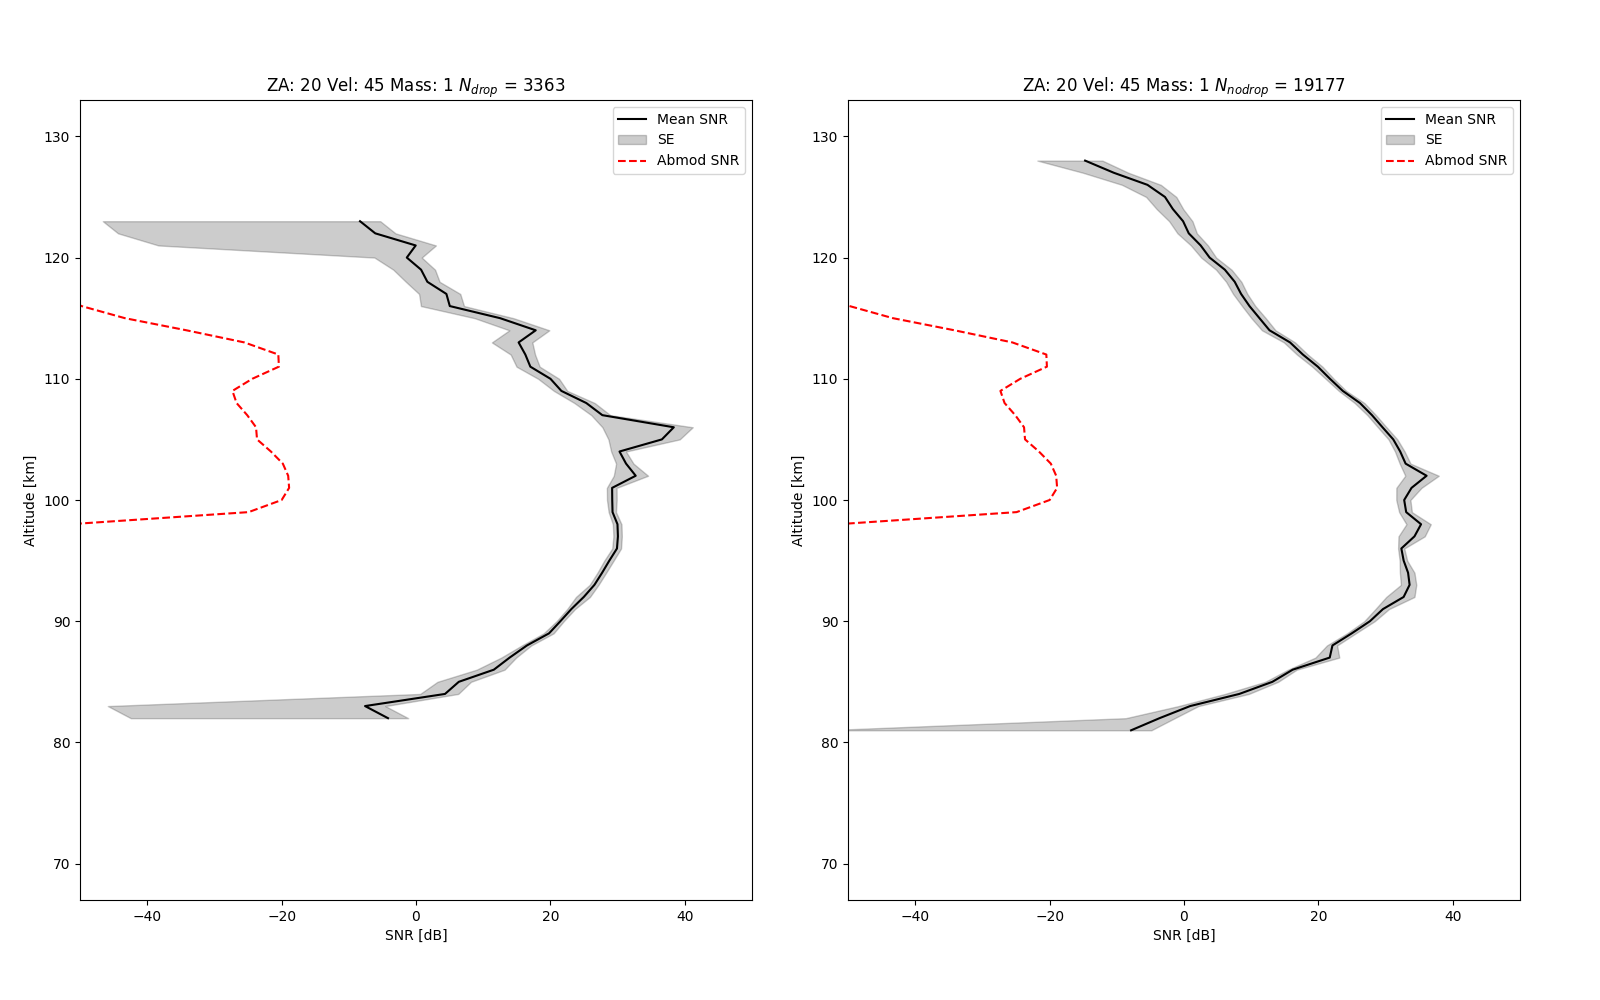 ZA: 20 Vel: 45 Mass: 1 N_drop = 3363
Mean SNR
SE
Abmod SNR
130
120
110
100
90
80
70
Altitude [km]
−40 −20 0 20 40
SNR [dB]
ZA: 20 Vel: 45 Mass: 1 N_nodrop = 19177
Mean SNR
SE
Abmod SNR
130
120
110
100
90
80
70
Altitude [km]
−40 −20 0 20 40
SNR [dB]